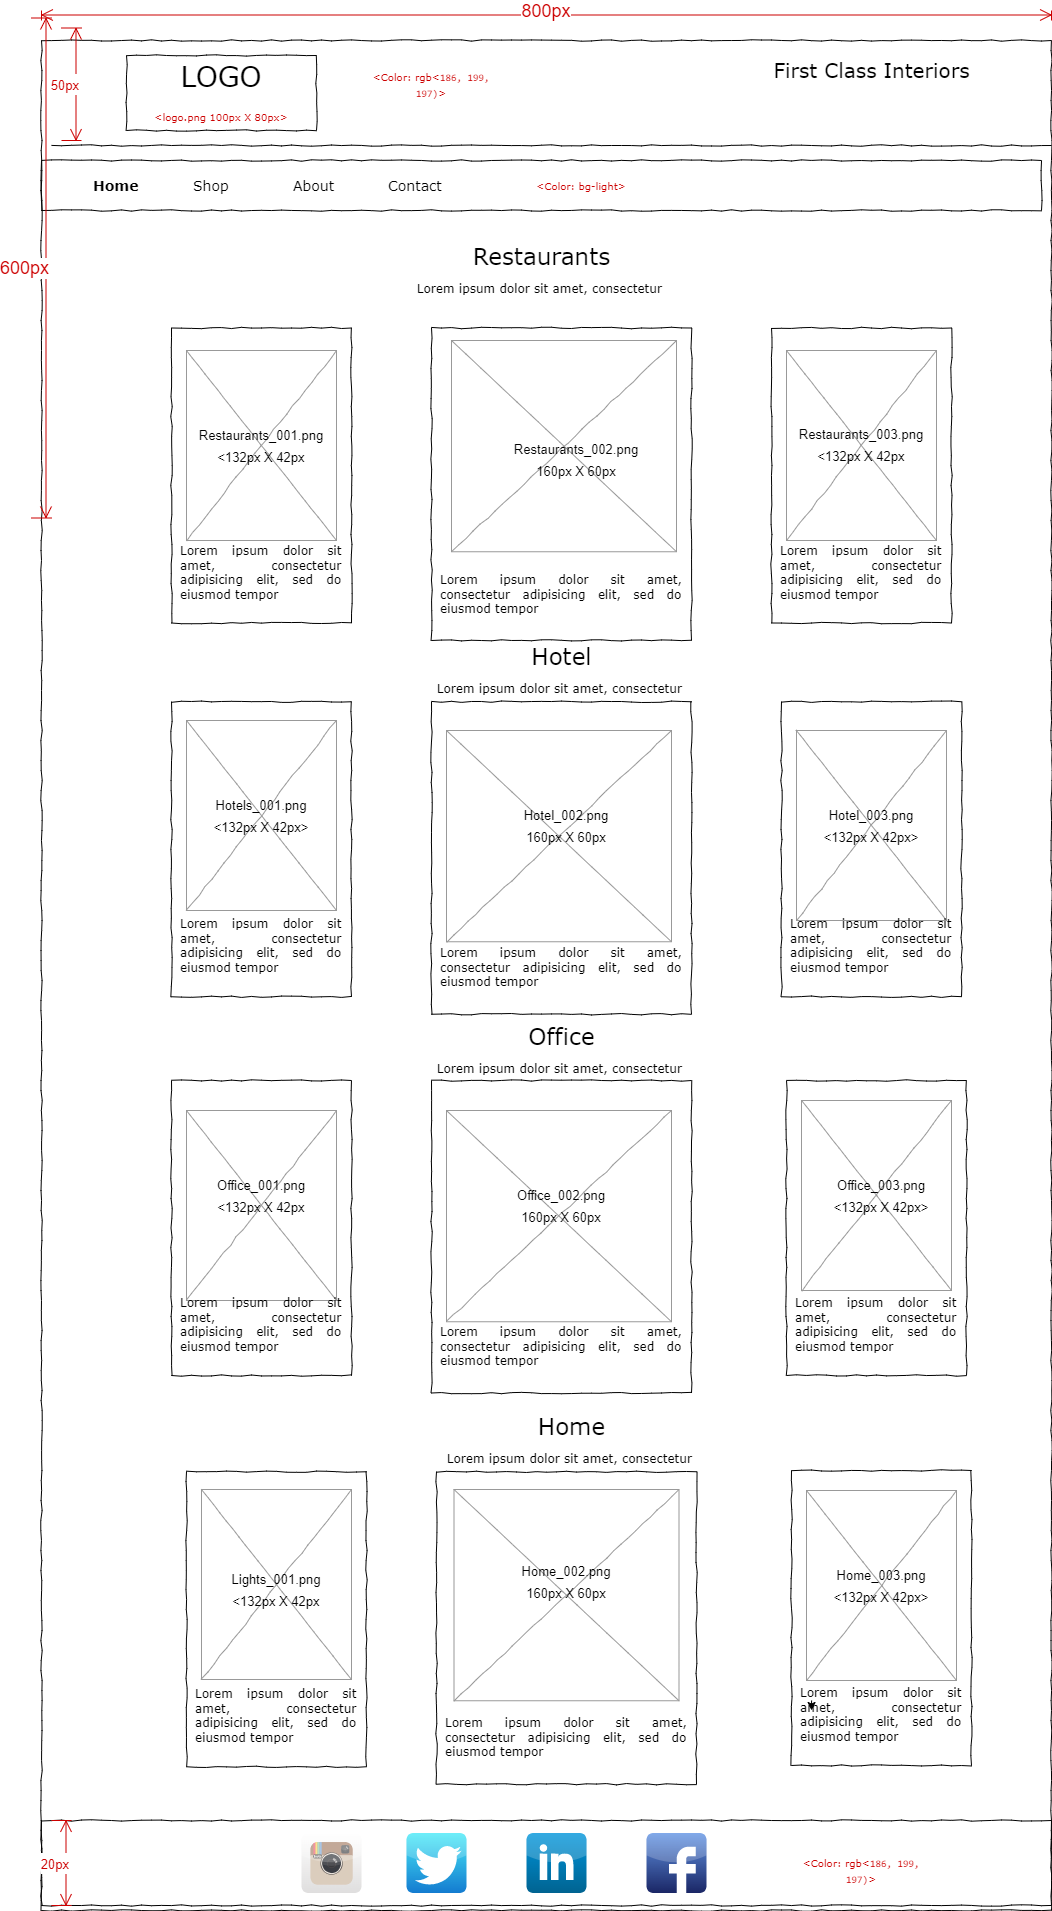 800px
50px
LOGO
<logo.png 100px X 80px>
<Color: rgb<186, 199,
197)>
First Class Interiors
Home Shop About Contact <Color: bg-light>
600px
Restaurants
Lorem ipsum dolor sit amet, consectetur
Restaurants_001.png
<132px X 42px
Lorem ipsum dolor sit
amet, consectetur
adipisicing elit, sed do
eiusmod tempor
Restaurants_002.png
160px X 60px
Lorem ipsum dolor sit amet,
consectetur adipisicing elit, sed do
eiusmod tempor
Restaurants_003.png
<132px X 42px
Lorem ipsum dolor sit
amet, consectetur
adipisicing elit, sed do
eiusmod tempor
Hotel
Lorem ipsum dolor sit amet, consectetur
Hotels_001.png
<132px X 42px>
Lorem ipsum dolor sit
amet, consectetur
adipisicing elit, sed do
eiusmod tempor
Hotel_002.png
160px X 60px
Lorem ipsum dolor sit amet,
consectetur adipisicing elit, sed do
eiusmod tempor
Hotel_003.png
<132px X 42px>
Lorem ipsum dolor sit
amet, consectetur
adipisicing elit, sed do
eiusmod tempor
Office
Lorem ipsum dolor sit amet, consectetur
Office_001.png
<132px X 42px
Lorem ipsum dolor sit
amet, consectetur
adipisicing elit, sed do
eiusmod tempor
Office_002.png
160px X 60px
Lorem ipsum dolor sit amet,
consectetur adipisicing elit, sed do
eiusmod tempor
Office_003.png
<132px X 42px>
Lorem ipsum dolor sit
amet, consectetur
adipisicing elit, sed do
eiusmod tempor
Home
Lorem ipsum dolor sit amet, consectetur
Lights_001.png
<132px X 42px
Lorem ipsum dolor sit
amet, consectetur
adipisicing elit, sed do
eiusmod tempor
Home_002.png
160px X 60px
Lorem ipsum dolor sit amet,
consectetur adipisicing elit, sed do
eiusmod tempor
Home_003.png
<132px X 42px>
Lorem ipsum dolor sit
amet, consectetur
adipisicing elit, sed do
eiusmod tempor
20px
in
f
<Color: rgb<186, 199,
197)>